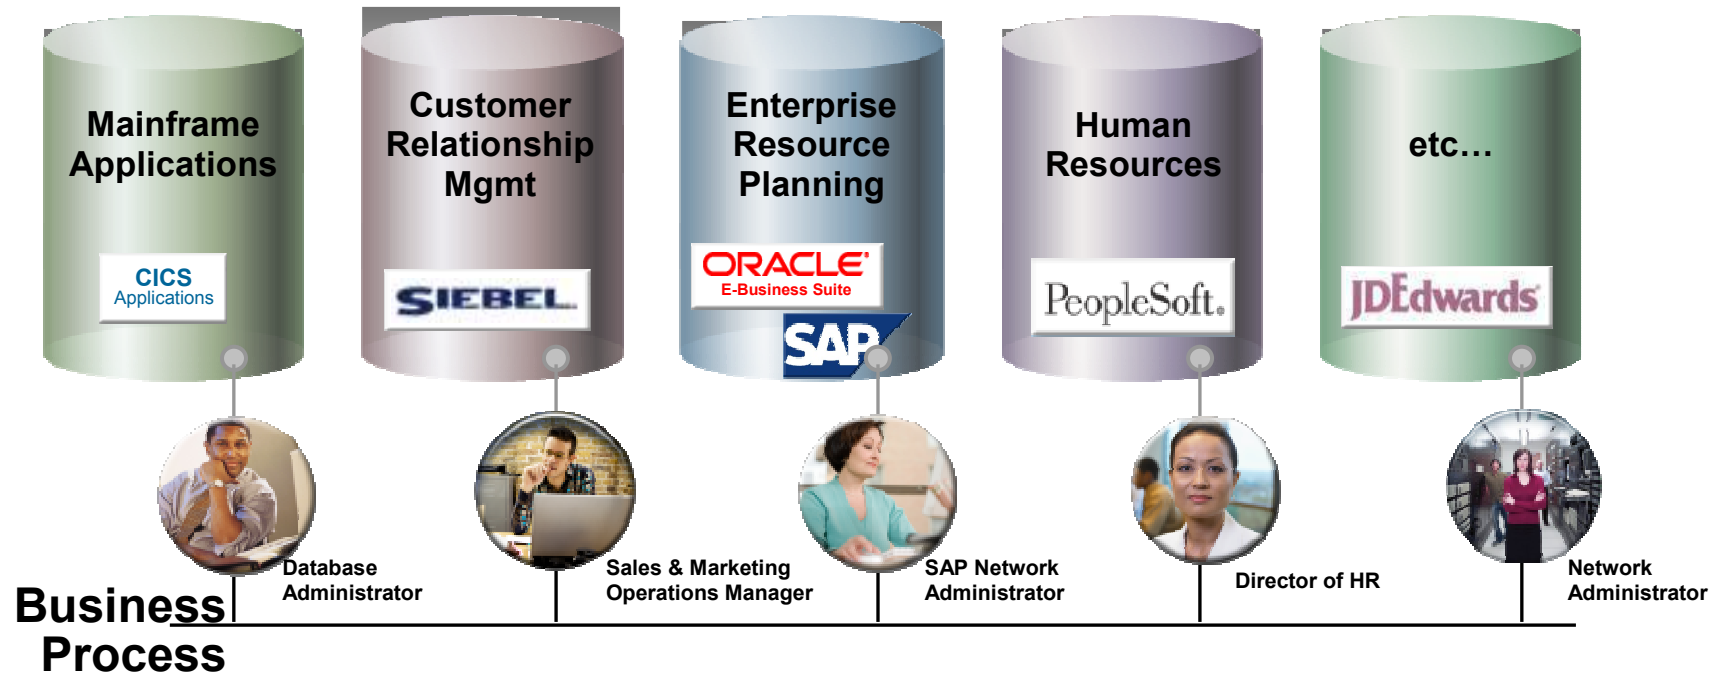 Mainframe
Applications
CICS
Applications
Customer
Relationship
Mgmt
SIEBEL.
Enterprise
Resource
Planning
ORACLE®
E-Business Suite
SAP
Human
Resources
PeopleSoft.
etc…
JDEdwards
Database
Administrator
Sales & Marketing
Operations Manager
SAP Network
Administrator
Director of HR
Network
Administrator
Business
Process